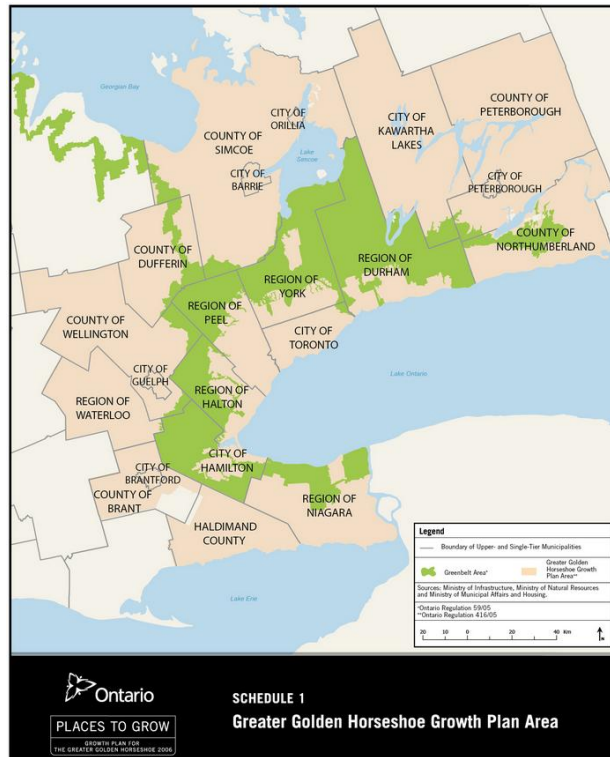 Georgian Bay
CITY OF
ORILLIA
COUNTY OF
SIMCOE
Lake
Simcoe
CITY OF
BARRIE
CITY OF
KAWARTHA
LAKES
COUNTY OF
PETERBOROUGH
CITY OF
PETERBOROUGH
COUNTY OF
NORTHUMBERLAND
COUNTY OF
DUFFERIN
REGION OF
YORK
REGION OF
DURHAM
REGION OF
PEEL
CITY OF
TORONTO
COUNTY OF
WELLINGTON
CITY OF
GUELPH
REGION OF
WATERLOO
REGION OF
HALTON
Lake Ontario
CITY OF
HAMILTON
CITY OF
BRANTFORD
COUNTY OF
BRANT
REGION OF
NIAGARA
HALDIMAND
COUNTY
Lake Erie
Legend
Boundary of Upper- and Single-Tier Municipalities
Greenbelt Area*
Greater Golden
Horseshoe Growth
Plan Area**
Sources: Ministry of Infrastructure, Ministry of Natural Resources
and Ministry of Municipal Affairs and Housing.
*Ontario Regulation 59/05
**Ontario Regulation 416/05
20 10 0 20 40 Km
Ontario
PLACES TO GROW
GROWTH PLAN FOR
THE GREATER GOLDEN HORSESHOE 2006
SCHEDULE 1
Greater Golden Horseshoe Growth Plan Area